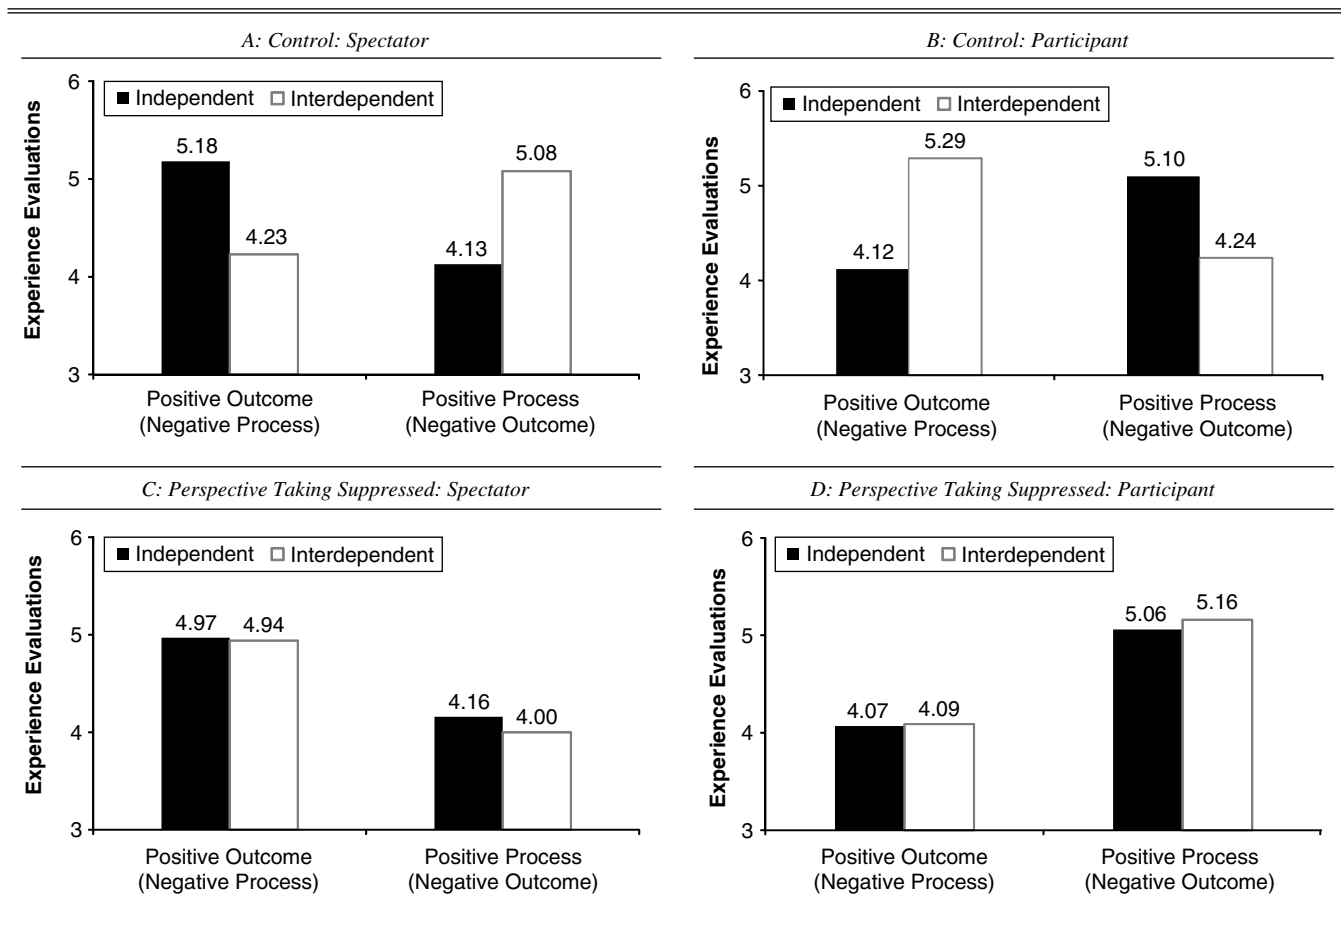 A: Control: Spectator
6
5
4
3
Experience Evaluations
Independent Interdependent
5.18
4.23
4.13
5.08
Positive Outcome
(Negative Process)
Positive Process
(Negative Outcome)
B: Control: Participant
6
5
4
3
Experience Evaluations
Independent Interdependent
4.12
5.29
5.10
4.24
Positive Outcome
(Negative Process)
Positive Process
(Negative Outcome)
C: Perspective Taking Suppressed: Spectator
6
5
4
3
Experience Evaluations
Independent Interdependent
4.97
4.94
4.16
4.00
Positive Outcome
(Negative Process)
Positive Process
(Negative Outcome)
D: Perspective Taking Suppressed: Participant
6
5
4
3
Experience Evaluations
Independent Interdependent
4.07
4.09
5.06
5.16
Positive Outcome
(Negative Process)
Positive Process
(Negative Outcome)